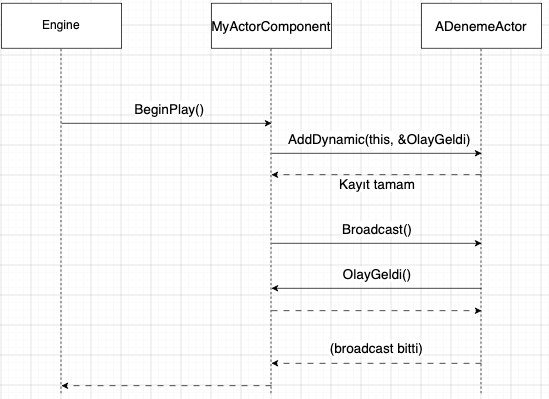 Engine
MyActorComponent
ADenemeActor
BeginPlay()
AddDynamic(this, &OlayGeldi)
Kayıt tamam
Broadcast()
OlayGeldi()
(broadcast bitti)